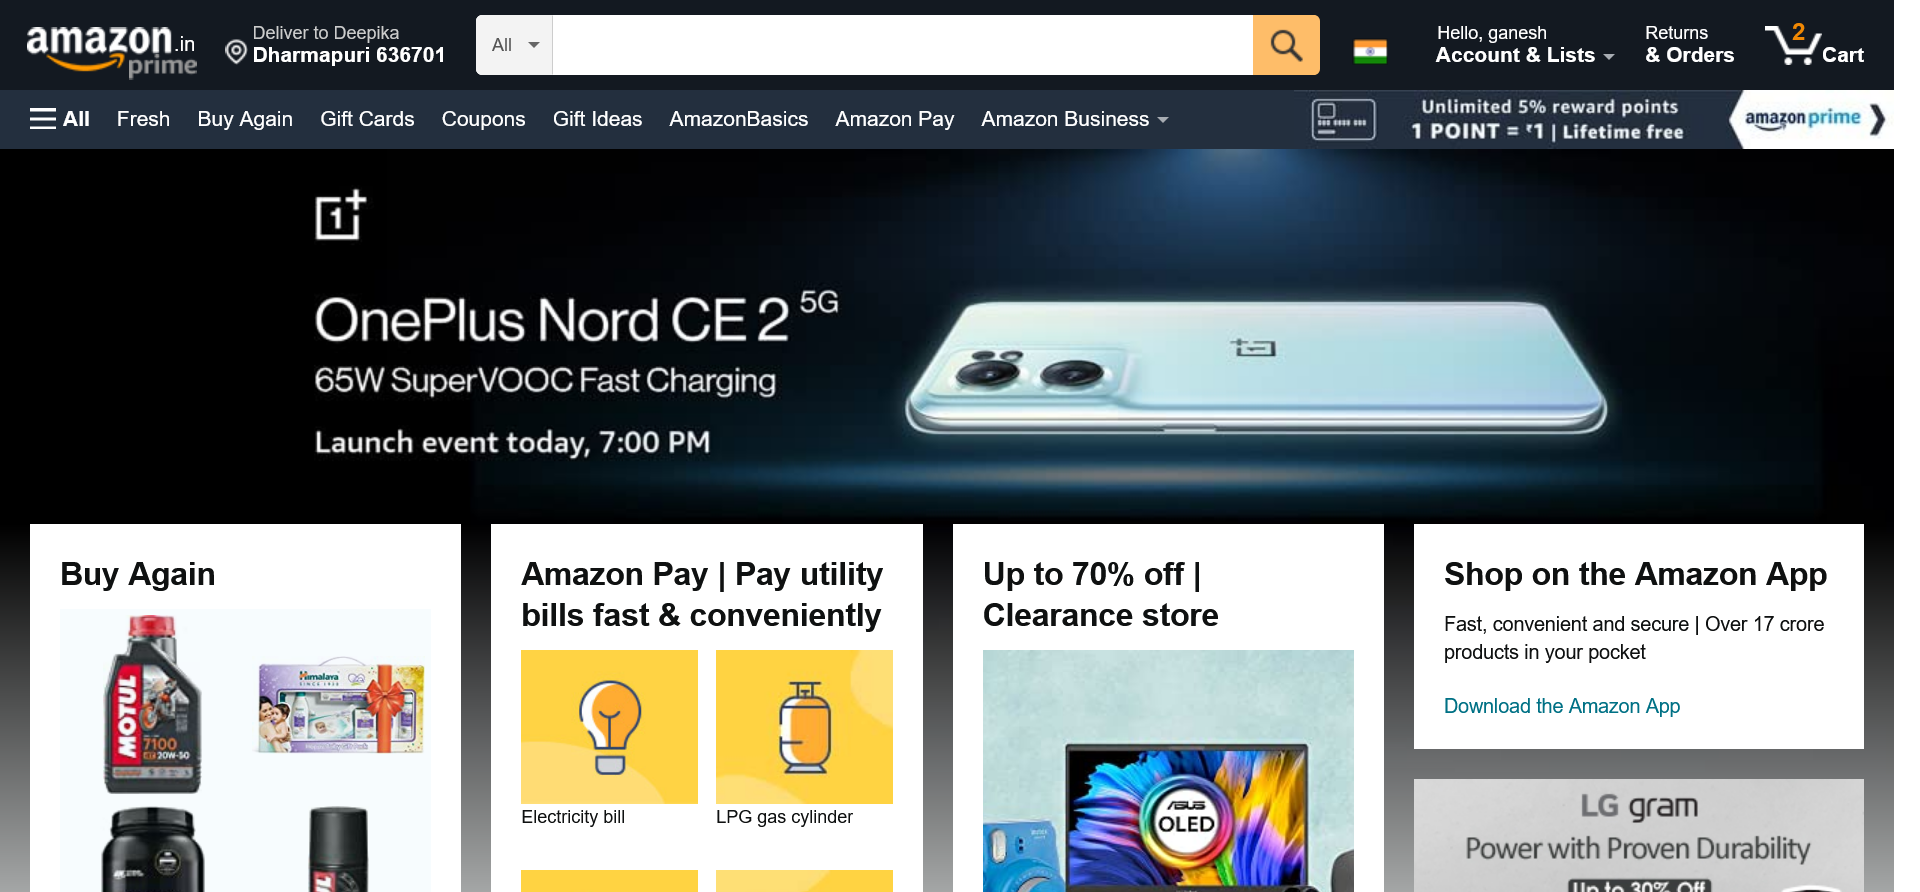 amazon.in
prime
Deliver to Deepika
Dharmapuri 636701
All
Hello, ganesh
Account & Lists
Returns
& Orders
2
Cart
All
Fresh
Buy Again
Gift Cards
Coupons
Gift Ideas
AmazonBasics
Amazon Pay
Amazon Business
Unlimited 5% reward points
1 POINT = ₹1 | Lifetime free
amazon prime
OnePlus Nord CE 2 5G
65W SuperVOOC Fast Charging
Launch event today, 7:00 PM
Buy Again
MOTUL
7100
4T 20W-50
Himalaya
SINCE 1930
Amazon Pay | Pay utility
bills fast & conveniently
Electricity bill
LPG gas cylinder
Up to 70% off |
Clearance store
ASUS
OLED
Shop on the Amazon App
Fast, convenient and secure | Over 17 crore
products in your pocket
Download the Amazon App
LG gram
Power with Proven Durability
Up to 30% Off